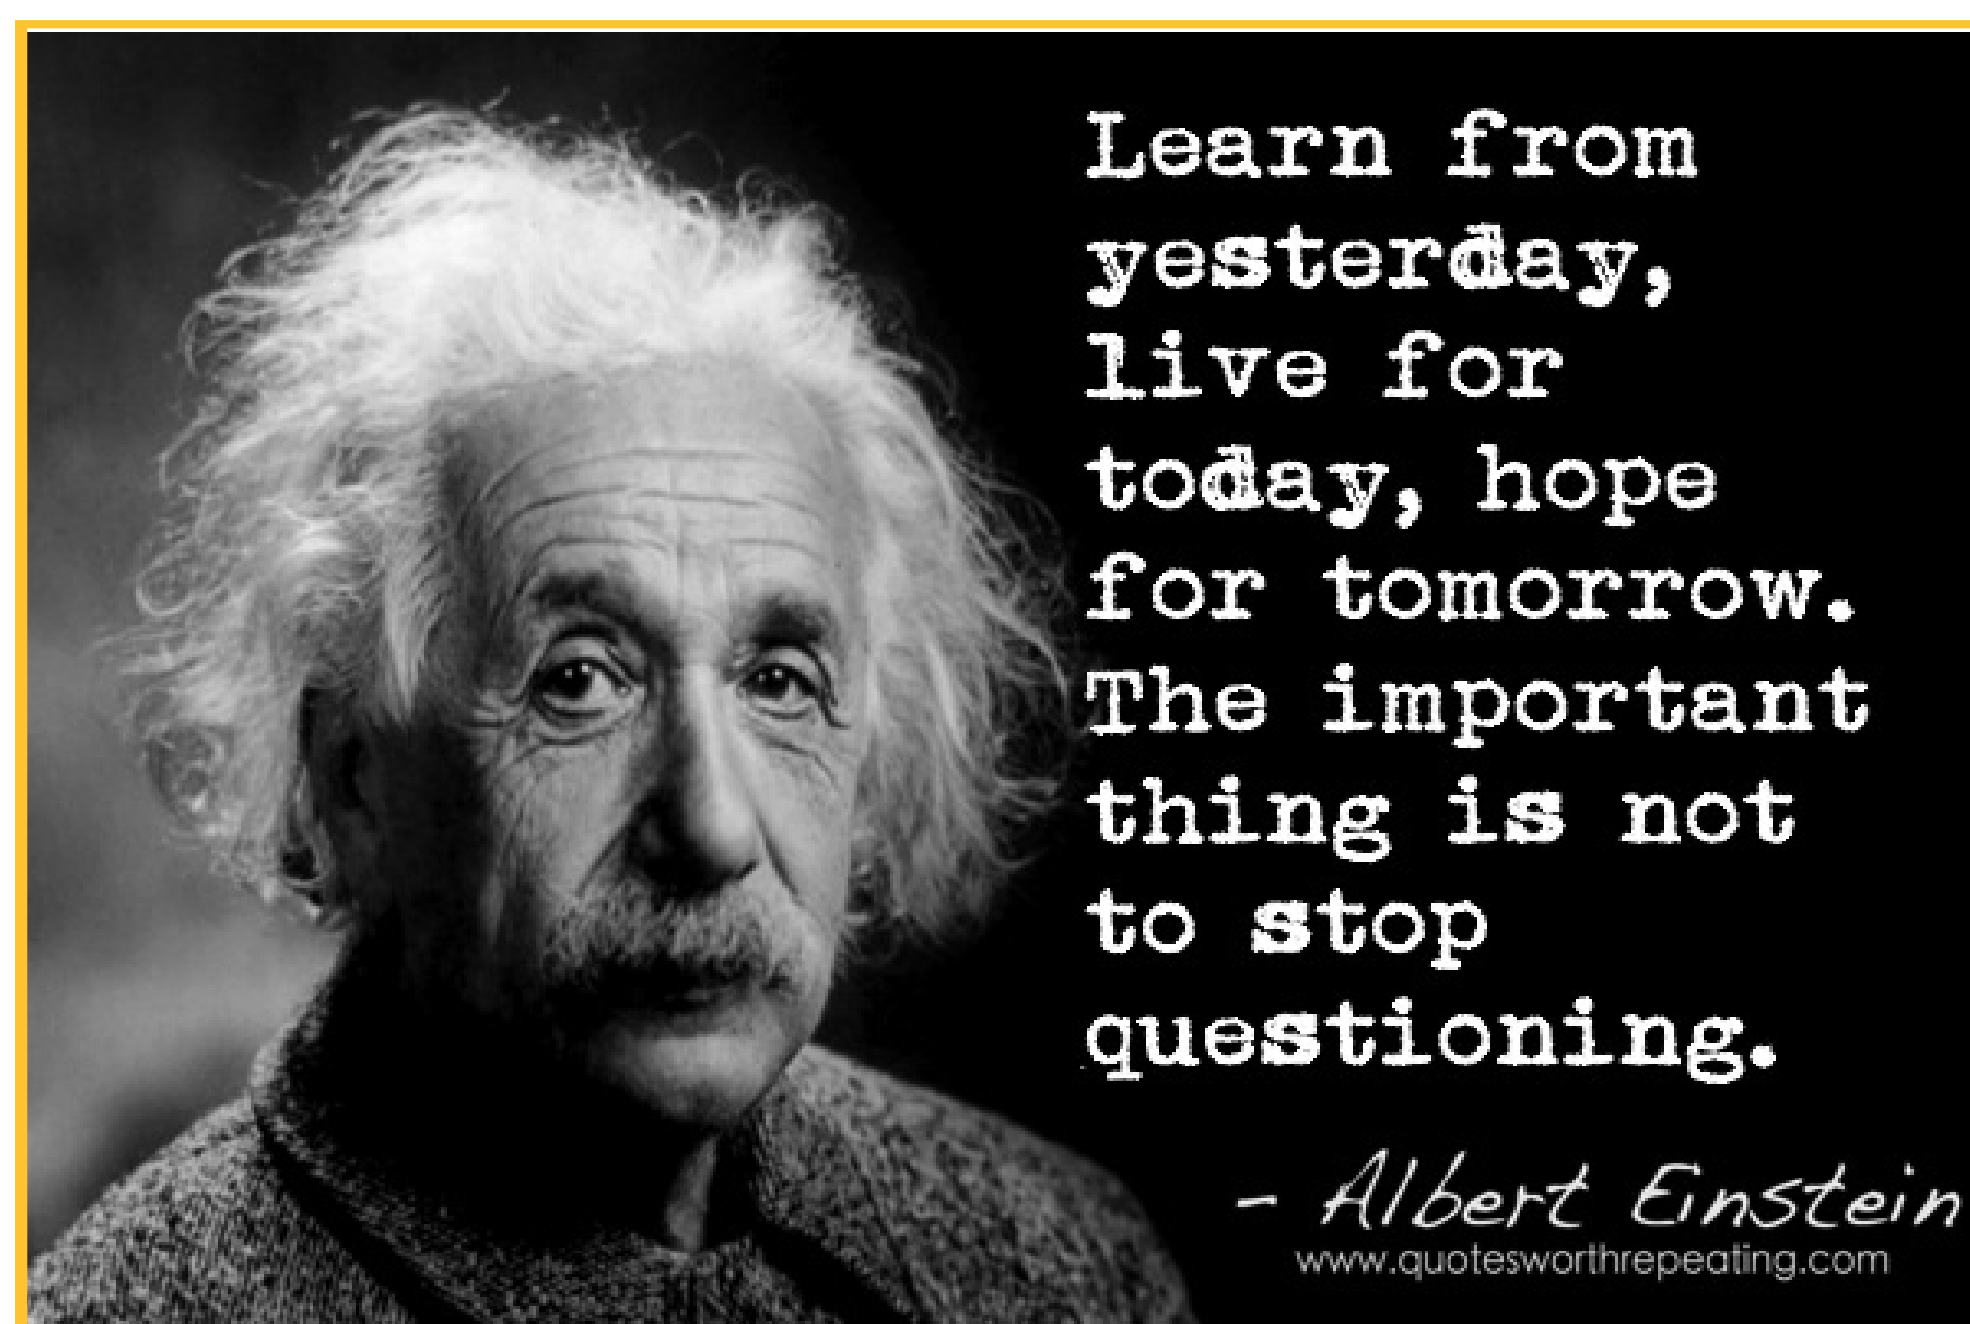 Learn from
yesterday,
live for
today, hope
for tomorrow.
The important
thing is not
to stop
questioning.
- Albert Einstein
www.quotesworthrepeating.com